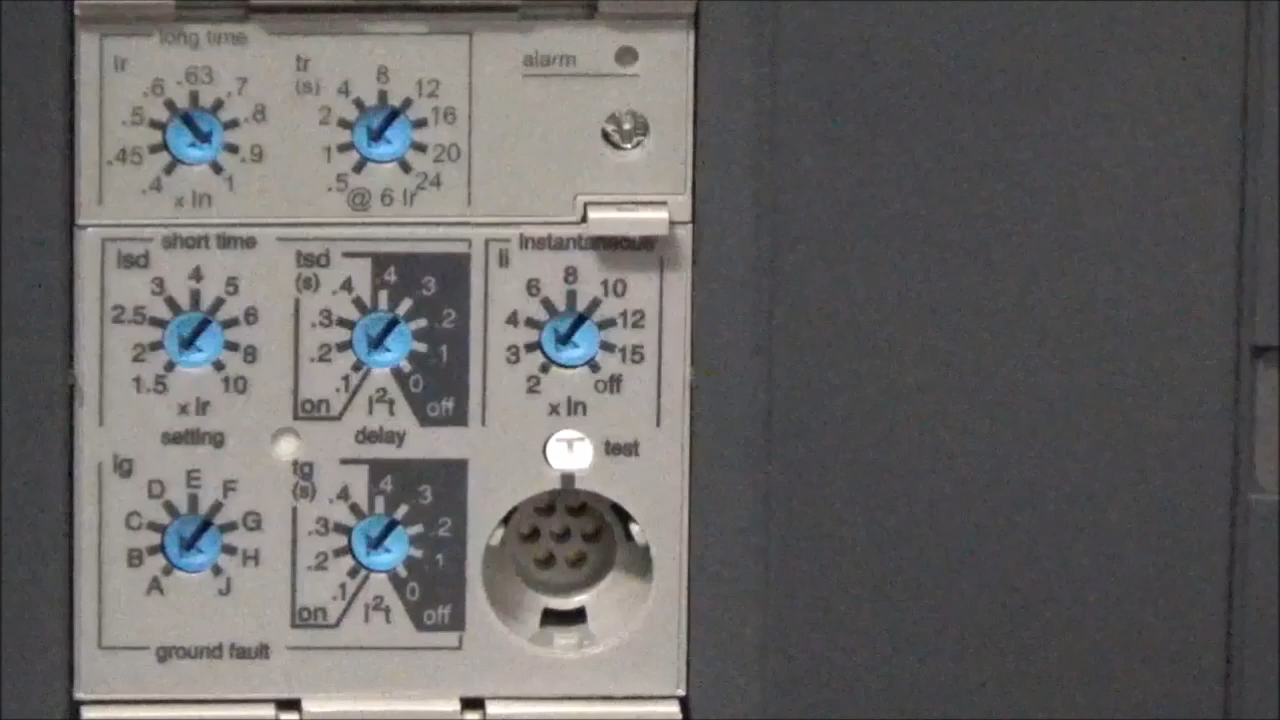 long time
Ir
.4 .45 .5 .6 .63 .7 .8 .9 1
x In
tr
(s)
.5 1 2 4 8 12 16 20 24
@ 6 Ir
alarm
short time
Isd
1.5 2 2.5 3 4 5 6 8 10
x Ir
setting
tsd
(s)
.1 .2 .3 .4 .4 .3 .2 .1 0
on I²t off
delay
Instantaneous
Ii
2 3 4 6 8 10 12 15 off
x In
test
T
Ig
A B C D E F G H J
tg
(s)
.1 .2 .3 .4 .4 .3 .2 .1 0
on I²t off
ground fault